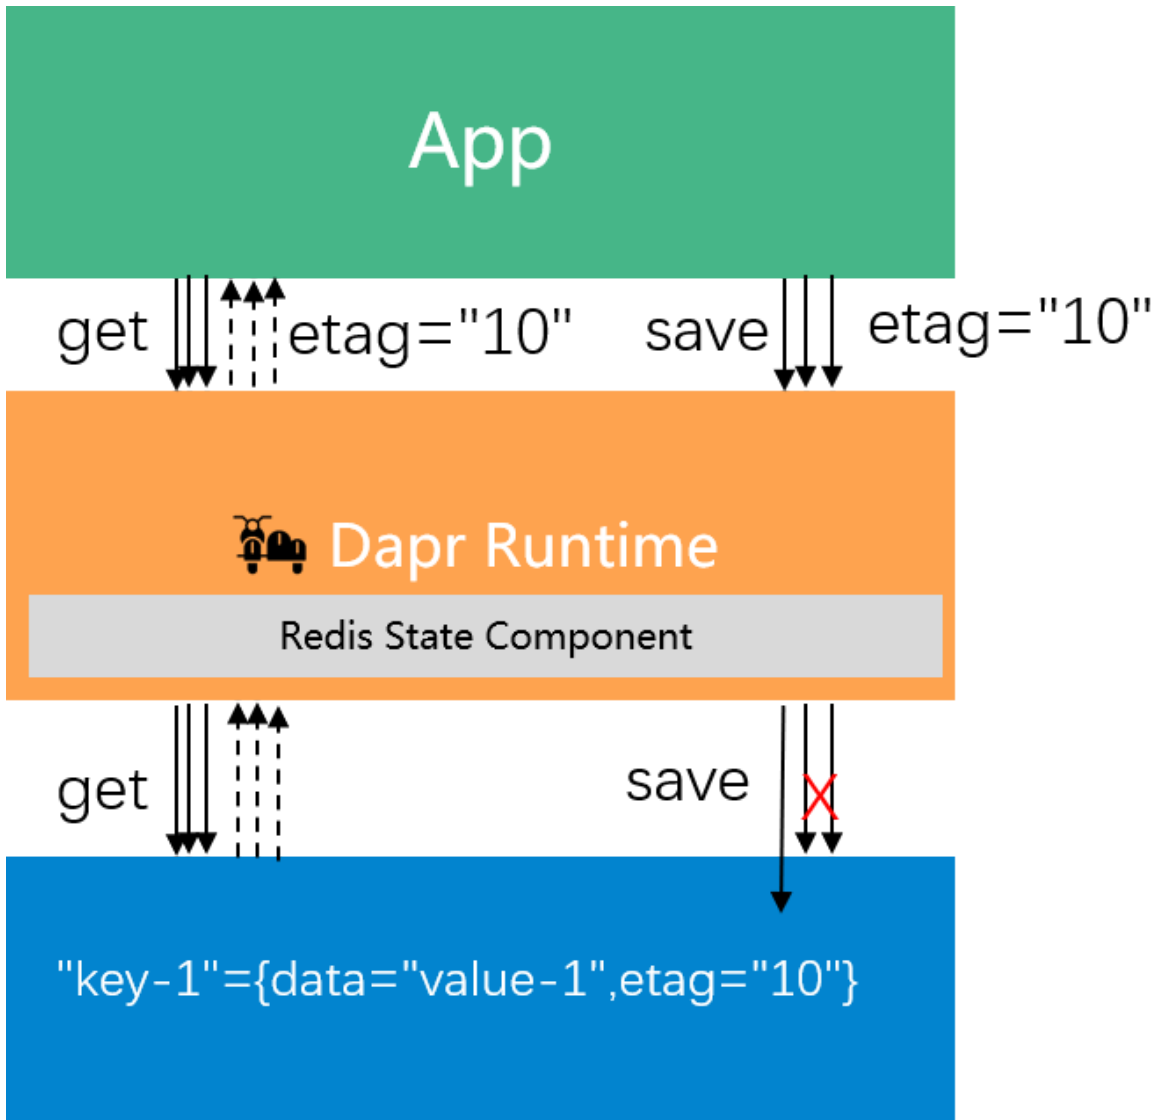 App
get
etag="10"
save
etag="10"
Dapr Runtime
Redis State Component
get
save
"key-1"={data="value-1",etag="10"}